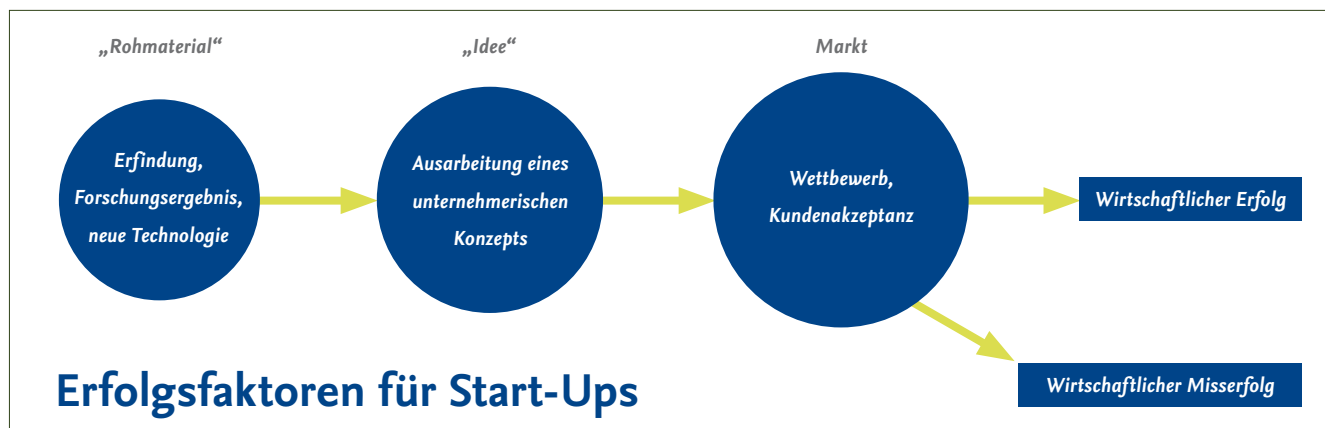 „Rohmaterial“
„Idee“
Markt
Erfindung,
Forschungsergebnis,
neue Technologie
Ausarbeitung eines
unternehmerischen
Konzepts
Wettbewerb,
Kundenakzeptanz
Wirtschaftlicher Erfolg
Wirtschaftlicher Misserfolg
Erfolgsfaktoren für Start-Ups